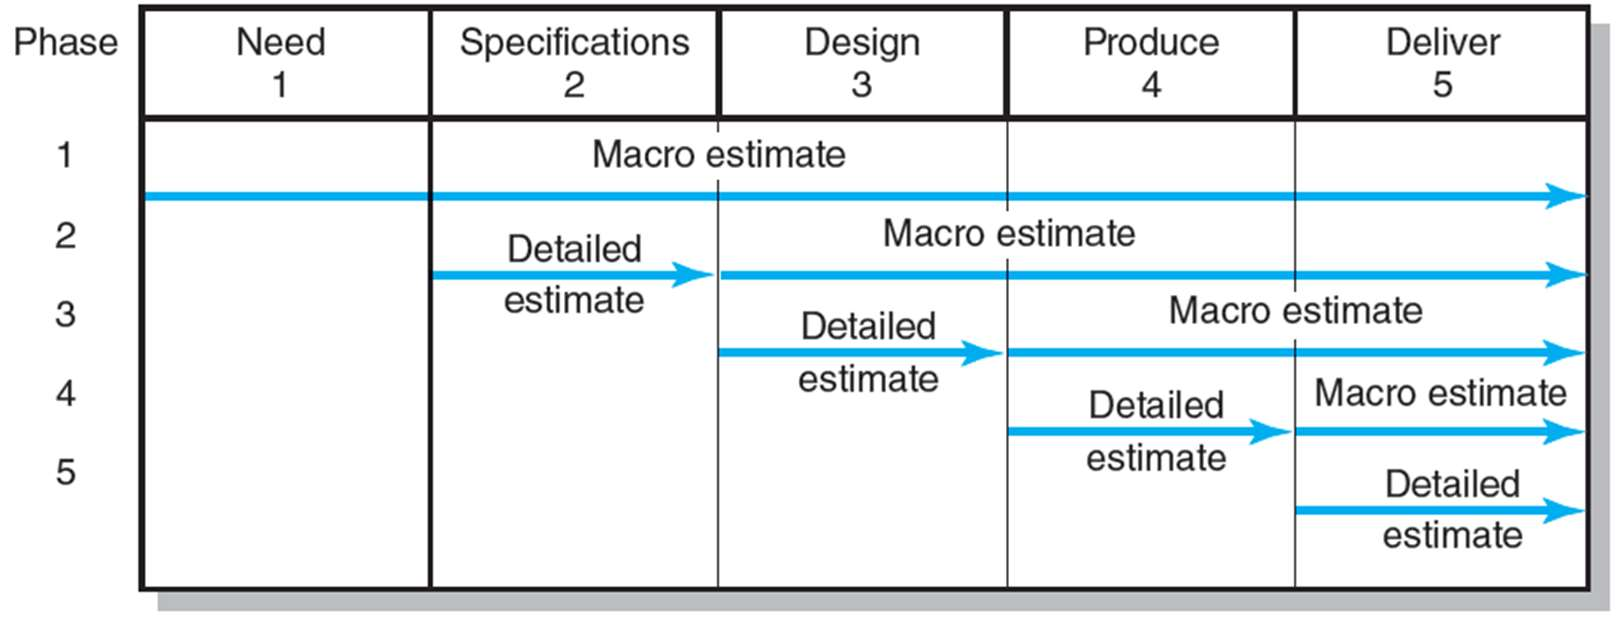 Phase
Need
1
Specifications
2
Design
3
Produce
4
Deliver
5
1
Macro estimate
2
Detailed
estimate
Macro estimate
3
Detailed
estimate
Macro estimate
4
Detailed
estimate
Macro estimate
5
Detailed
estimate